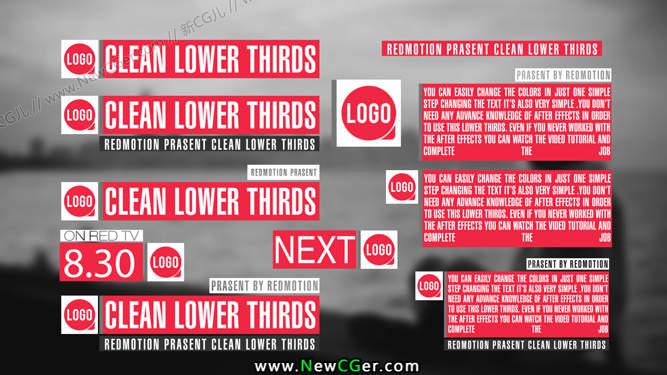 CGJL // www.NewCGer.com // 新CGJL //
LOGO
CLEAN LOWER THIRDS
LOGO
CLEAN LOWER THIRDS
REDMOTION PRASENT CLEAN LOWER THIRDS
REDMOTION PRASENT
LOGO
CLEAN LOWER THIRDS
ON RED TV
8.30
LOGO
NEXT
LOGO
PRASENT BY REDMOTION
LOGO
CLEAN LOWER THIRDS
REDMOTION PRASENT CLEAN LOWER THIRDS
REDMOTION PRASENT CLEAN LOWER THIRDS
PRASENT BY REDMOTION
LOGO
YOU CAN EASILY CHANGE THE COLORS IN JUST ONE SIMPLE
STEP CHANGING THE TEXT IT'S ALSO VERY SIMPLE .YOU DON'T
NEED ANY ADVANCE KNOWLEDGE OF AFTER EFFECTS IN ORDER
TO USE THIS LOWER THIRDS. EVEN IF YOU NEVER WORKED WITH
THE AFTER EFFECTS YOU CAN WATCH THE VIDEO TUTORIAL AND
COMPLETE THE JOB
LOGO
YOU CAN EASILY CHANGE THE COLORS IN JUST ONE SIMPLE
STEP CHANGING THE TEXT IT'S ALSO VERY SIMPLE .YOU DON'T
NEED ANY ADVANCE KNOWLEDGE OF AFTER EFFECTS IN ORDER
TO USE THIS LOWER THIRDS. EVEN IF YOU NEVER WORKED WITH
THE AFTER EFFECTS YOU CAN WATCH THE VIDEO TUTORIAL AND
COMPLETE THE JOB
PRASENT BY REDMOTION
LOGO
YOU CAN EASILY CHANGE THE COLORS IN JUST ONE SIMPLE
STEP CHANGING THE TEXT IT'S ALSO VERY SIMPLE .YOU DON'T
NEED ANY ADVANCE KNOWLEDGE OF AFTER EFFECTS IN ORDER
TO USE THIS LOWER THIRDS. EVEN IF YOU NEVER WORKED WITH
THE AFTER EFFECTS YOU CAN WATCH THE VIDEO TUTORIAL AND
COMPLETE THE JOB
REDMOTION PRASENT CLEAN LOWER THIRDS
www.NewCGer.com